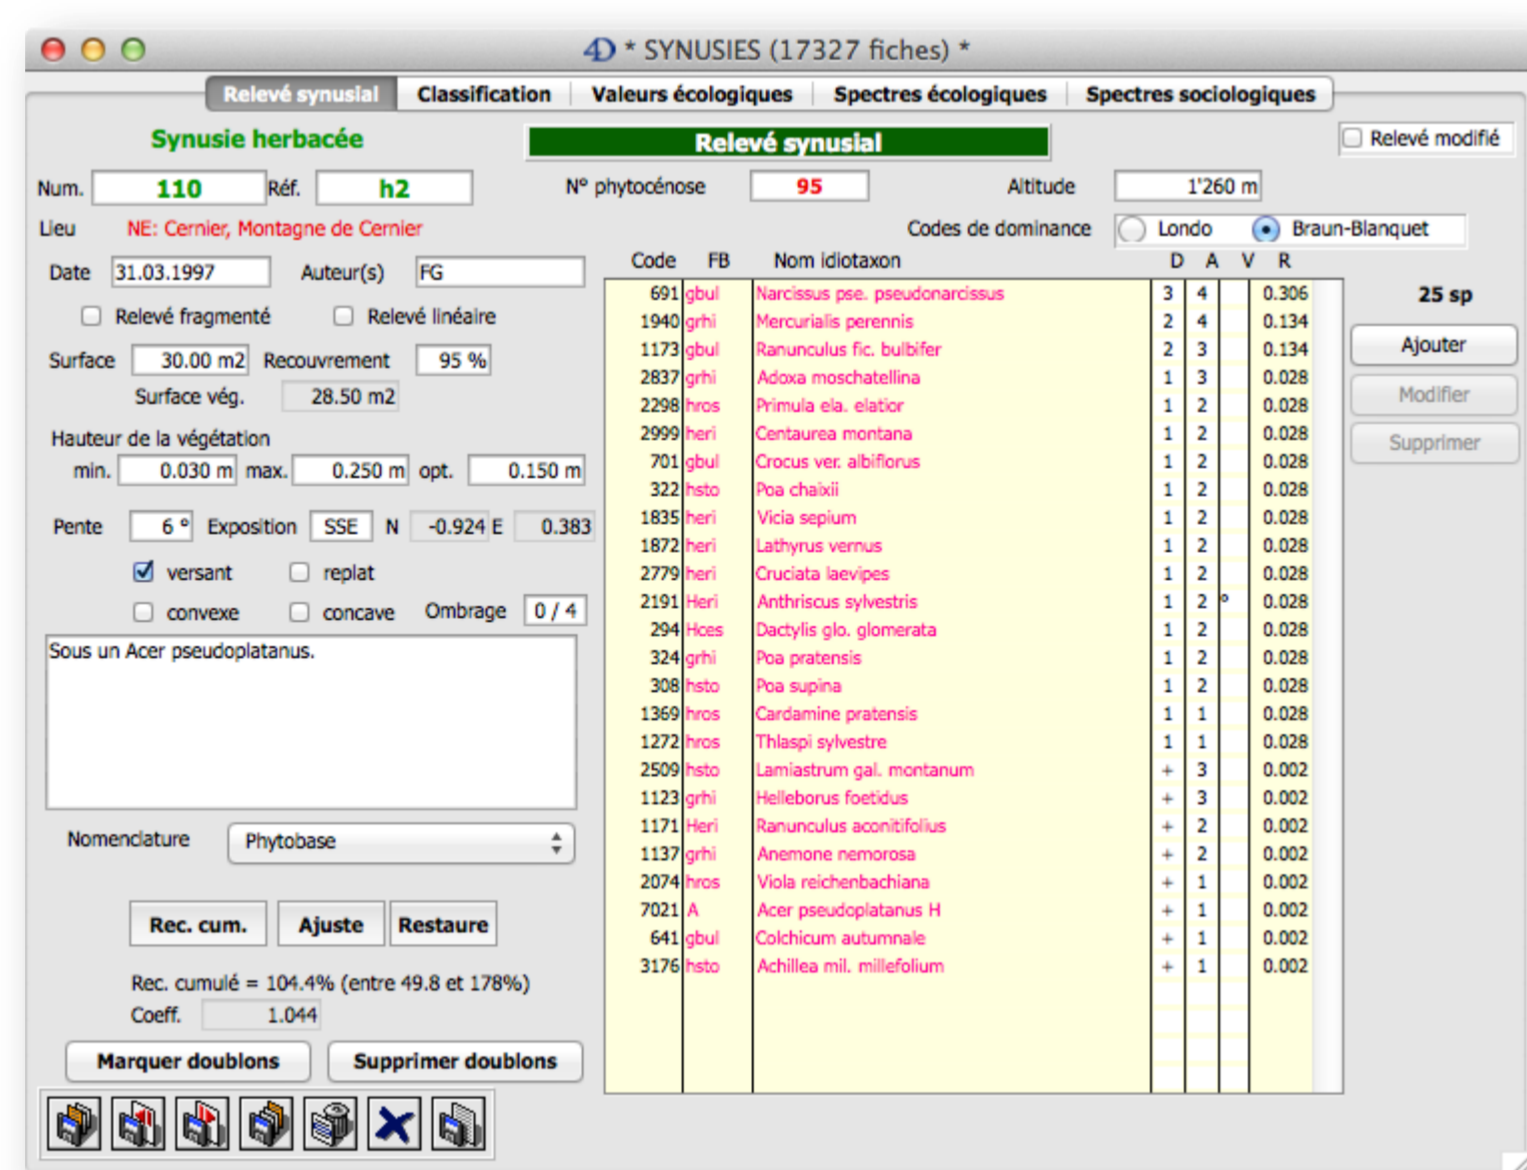 4D * SYNUSIES (17327 fiches) *
Relevé synusial Classification Valeurs écologiques Spectres écologiques Spectres sociologiques
Synusie herbacée Relevé synusial Relevé modifié
Num. 110 Réf. h2 N° phytocénose 95 Altitude 1'260 m
Lieu NE: Cernier, Montagne de Cernier Codes de dominance Londo Braun-Blanquet
Date 31.03.1997 Auteur(s) FG
Relevé fragmenté Relevé linéaire
Surface 30.00 m2 Recouvrement 95 %
Surface vég. 28.50 m2
Hauteur de la végétation
min. 0.030 m max. 0.250 m opt. 0.150 m
Pente 6 ° Exposition SSE N -0.924 E 0.383
versant replat
convexe concave Ombrage 0 / 4
Sous un Acer pseudoplatanus.
Nomenclature Phytobase
Rec. cum. Ajuste Restaure
Rec. cumulé = 104.4% (entre 49.8 et 178%)
Coeff. 1.044
Marquer doublons Supprimer doublons
Code FB Nom idiotaxon D A V R
691 gbul Narcissus pse. pseudonarcissus 3 4 0.306
1940 grhi Mercurialis perennis 2 4 0.134
1173 gbul Ranunculus fic. bulbifer 2 3 0.134
2837 grhi Adoxa moschatellina 1 3 0.028
2298 hros Primula ela. elatior 1 2 0.028
2999 heri Centaurea montana 1 2 0.028
701 gbul Crocus ver. albiflorus 1 2 0.028
322 hsto Poa chaixii 1 2 0.028
1835 heri Vicia sepium 1 2 0.028
1872 heri Lathyrus vernus 1 2 0.028
2779 heri Cruciata laevipes 1 2 0.028
2191 Heri Anthriscus sylvestris 1 2 ° 0.028
294 Hces Dactylis glo. glomerata 1 2 0.028
324 grhi Poa pratensis 1 2 0.028
308 hsto Poa supina 1 2 0.028
1369 hros Cardamine pratensis 1 1 0.028
1272 hros Thlaspi sylvestre 1 1 0.028
2509 hsto Lamiastrum gal. montanum + 3 0.002
1123 grhi Helleborus foetidus + 3 0.002
1171 Heri Ranunculus aconitifolius + 2 0.002
1137 grhi Anemone nemorosa + 2 0.002
2074 hros Viola reichenbachiana + 1 0.002
7021 A Acer pseudoplatanus H + 1 0.002
641 gbul Colchicum autumnale + 1 0.002
3176 hsto Achillea mil. millefolium + 1 0.002
25 sp
Ajouter
Modifier
Supprimer